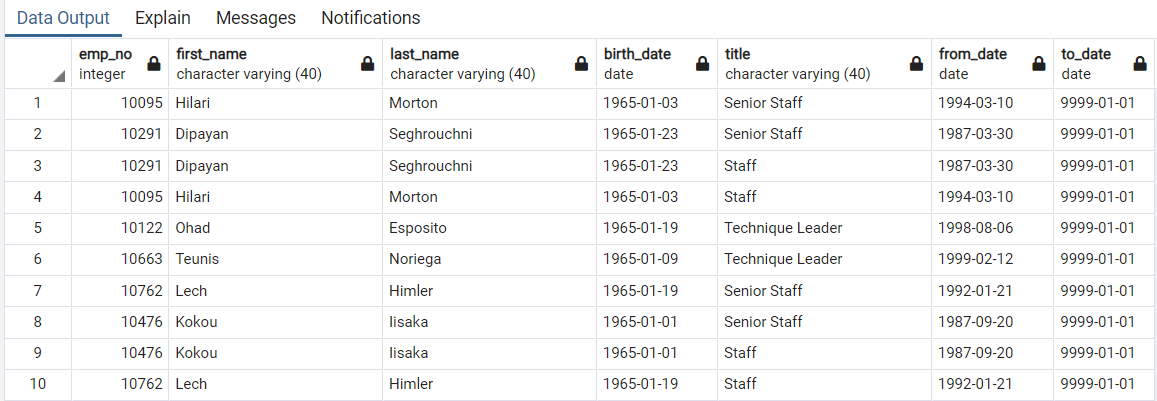 Data Output Explain Messages Notifications
emp_no first_name last_name birth_date title from_date to_date
integer character varying (40) character varying (40) date character varying (40) date date
1 10095 Hilari Morton 1965-01-03 Senior Staff 1994-03-10 9999-01-01
2 10291 Dipayan Seghrouchni 1965-01-23 Senior Staff 1987-03-30 9999-01-01
3 10291 Dipayan Seghrouchni 1965-01-23 Staff 1987-03-30 9999-01-01
4 10095 Hilari Morton 1965-01-03 Staff 1994-03-10 9999-01-01
5 10122 Ohad Esposito 1965-01-19 Technique Leader 1998-08-06 9999-01-01
6 10663 Teunis Noriega 1965-01-09 Technique Leader 1999-02-12 9999-01-01
7 10762 Lech Himler 1965-01-19 Senior Staff 1992-01-21 9999-01-01
8 10476 Kokou Iisaka 1965-01-01 Senior Staff 1987-09-20 9999-01-01
9 10476 Kokou Iisaka 1965-01-01 Staff 1987-09-20 9999-01-01
10 10762 Lech Himler 1965-01-19 Staff 1992-01-21 9999-01-01